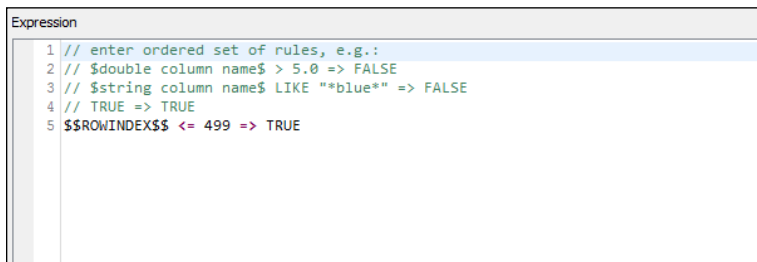 Expression
1 // enter ordered set of rules, e.g.:
2 // $double column name$ > 5.0 => FALSE
3 // $string column name$ LIKE "*blue*" => FALSE
4 // TRUE => TRUE
5 $$ROWINDEX$$ <= 499 => TRUE